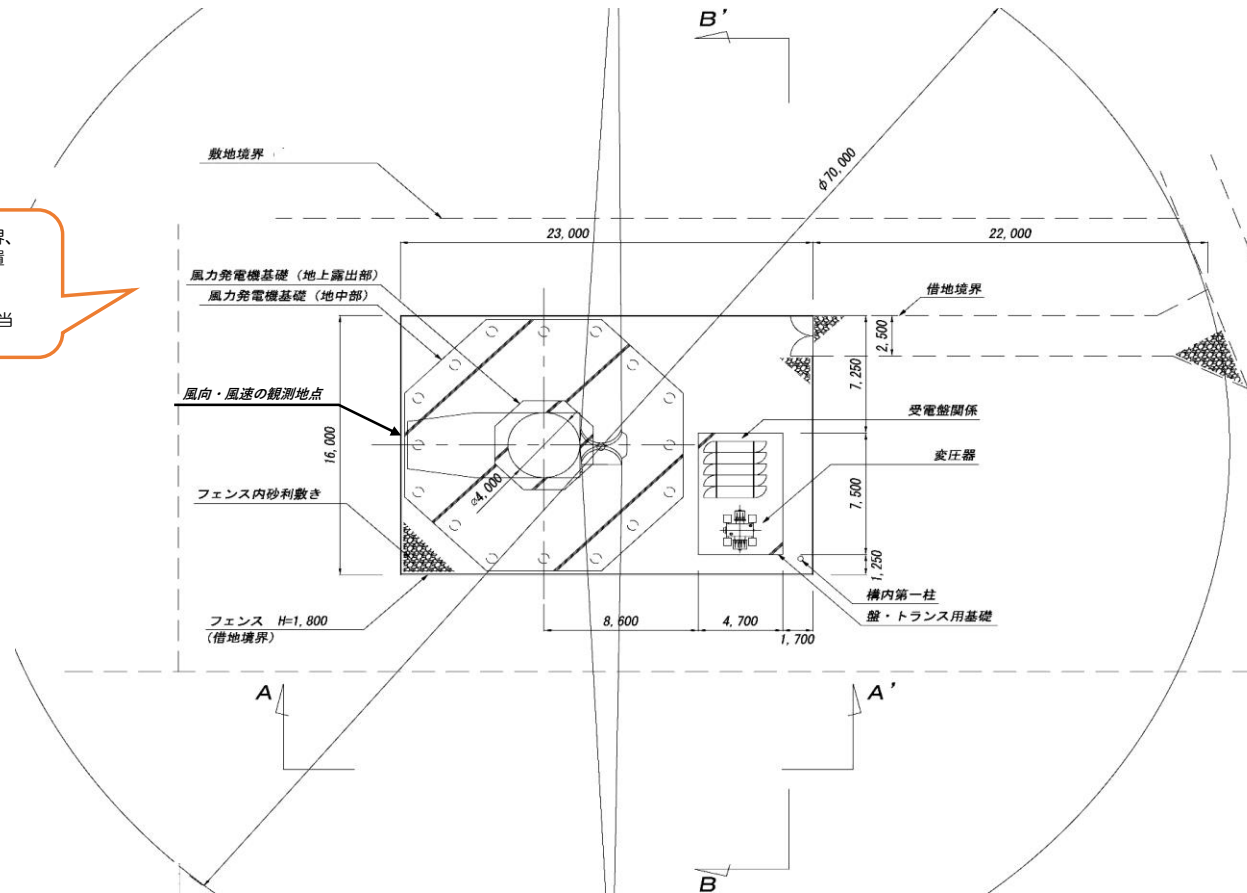 B'
敷地境界
φ70,000
23,000
22,000
界、
置
当
風力発電機基礎 (地上露出部)
風力発電機基礎 (地中部)
借地境界
2,500
7,250
風向・風速の観測地点
16,000
受電盤関係
変圧器
ø4,000
フェンス内砂利敷き
7,500
1,250
構内第一柱
盤・トランス用基礎
フェンス H=1,800
(借地境界)
8,600
4,700
1,700
A
A'
B